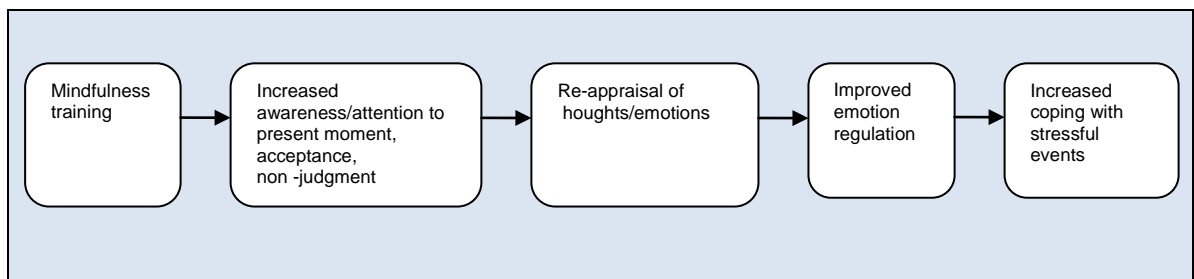 Mindfulness
training
Increased
awareness/attention to
present moment,
acceptance,
non -judgment
Re-appraisal of
houghts/emotions
Improved
emotion
regulation
Increased
coping with
stressful
events